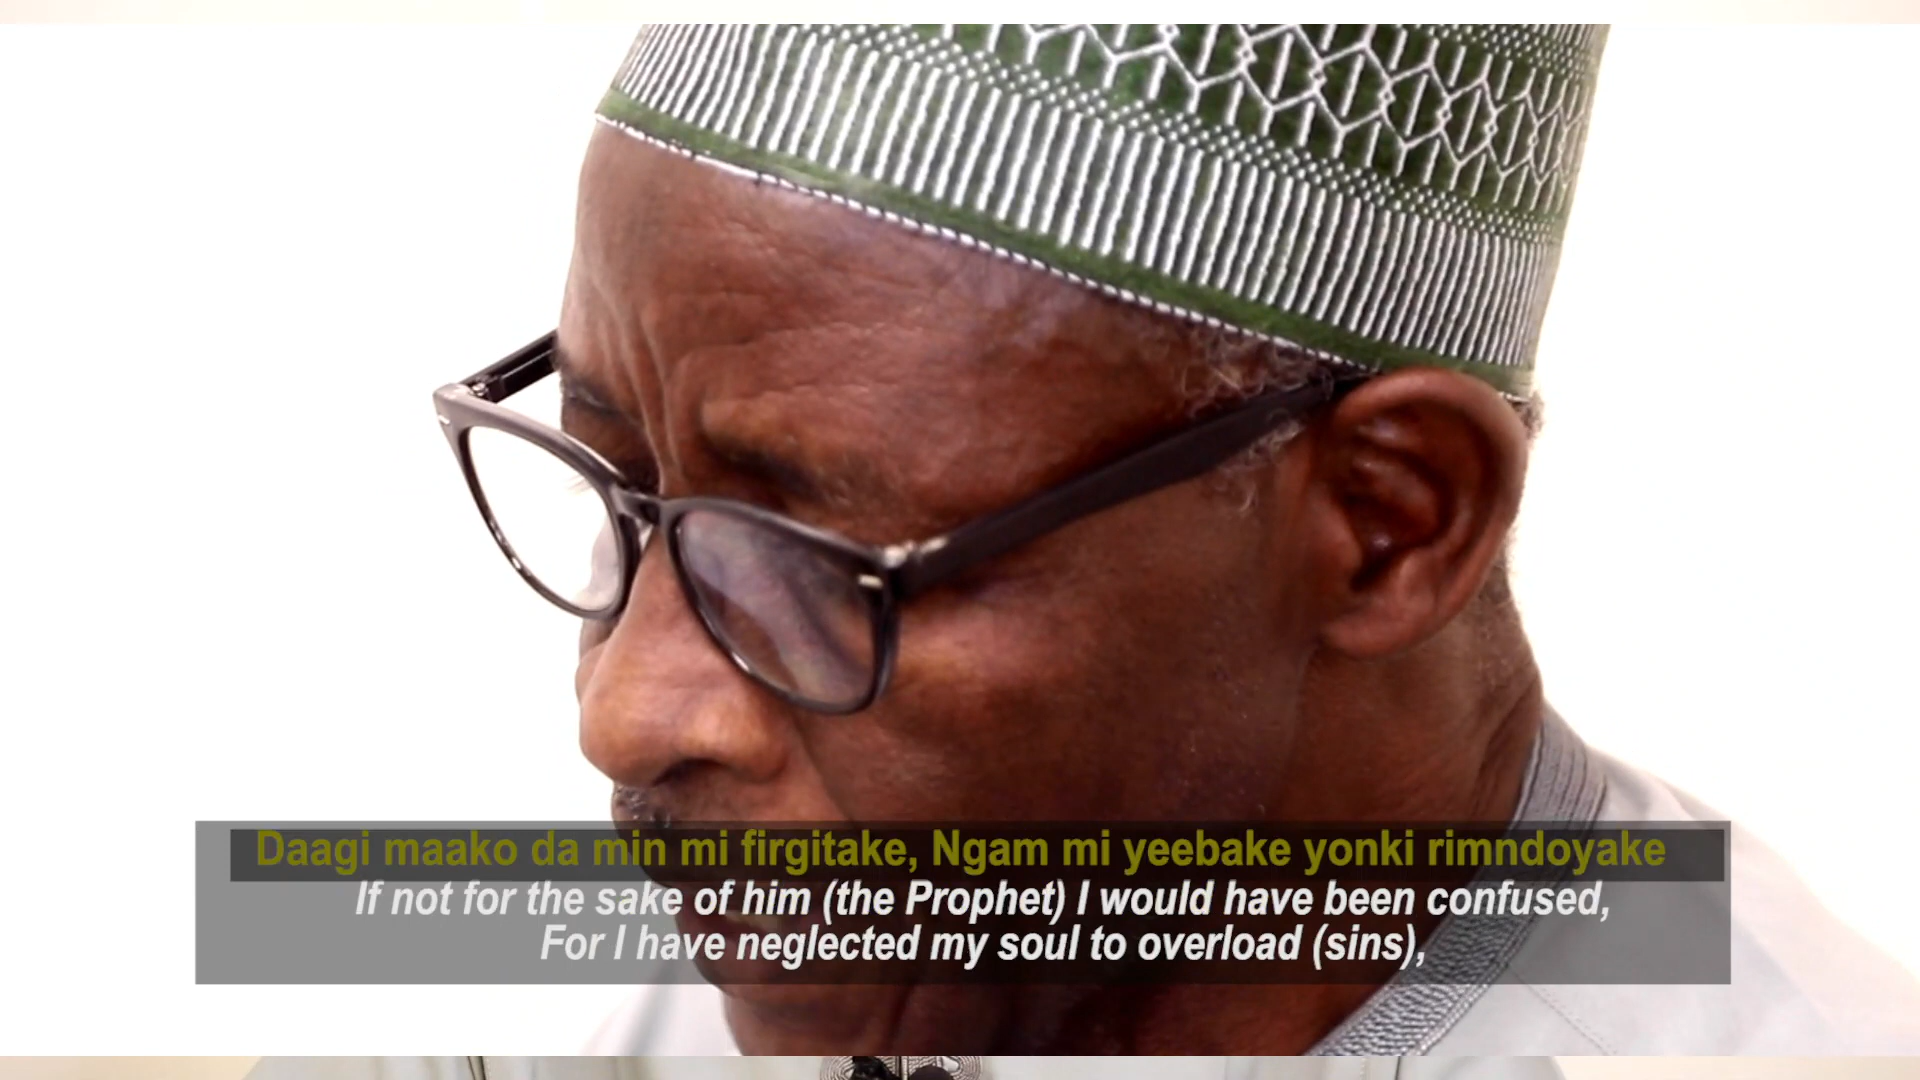 Daagi maako da min mi firgitake, Ngam mi yeebake yonki rimndoyake
If not for the sake of him (the Prophet) I would have been confused,
For I have neglected my soul to overload (sins),